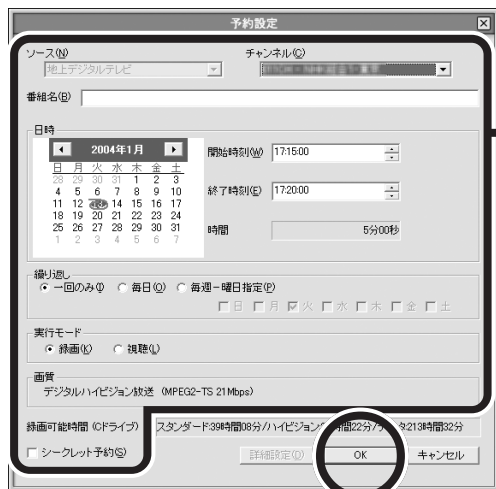 予約設定
ソース(N)
チャンネル(C)
地上デジタルテレビ
番組名(B)
日時
2004年1月
開始時刻(W) 17:15:00
日 月 火 水 木 金 土
28 29 30 31 1 2 3
4 5 6 7 8 9 10
終了時刻(E) 17:20:00
11 12 13 14 15 16 17
18 19 20 21 22 23 24
25 26 27 28 29 30 31
時間 5分00秒
1 2 3 4 5 6 7
繰り返し
一回のみ(I) 毎日(O) 毎週-曜日指定(P)
日 月 火 水 木 金 土
実行モード
録画(K) 視聴(L)
画質
デジタルハイビジョン放送 (MPEG2-TS 21Mbps)
録画可能時間 (Cドライブ) スタンダード:39時間08分/ハイビジョン 時間22分/ タ:213時間32分
シークレット予約(S)
詳細設定(D) OK キャンセル